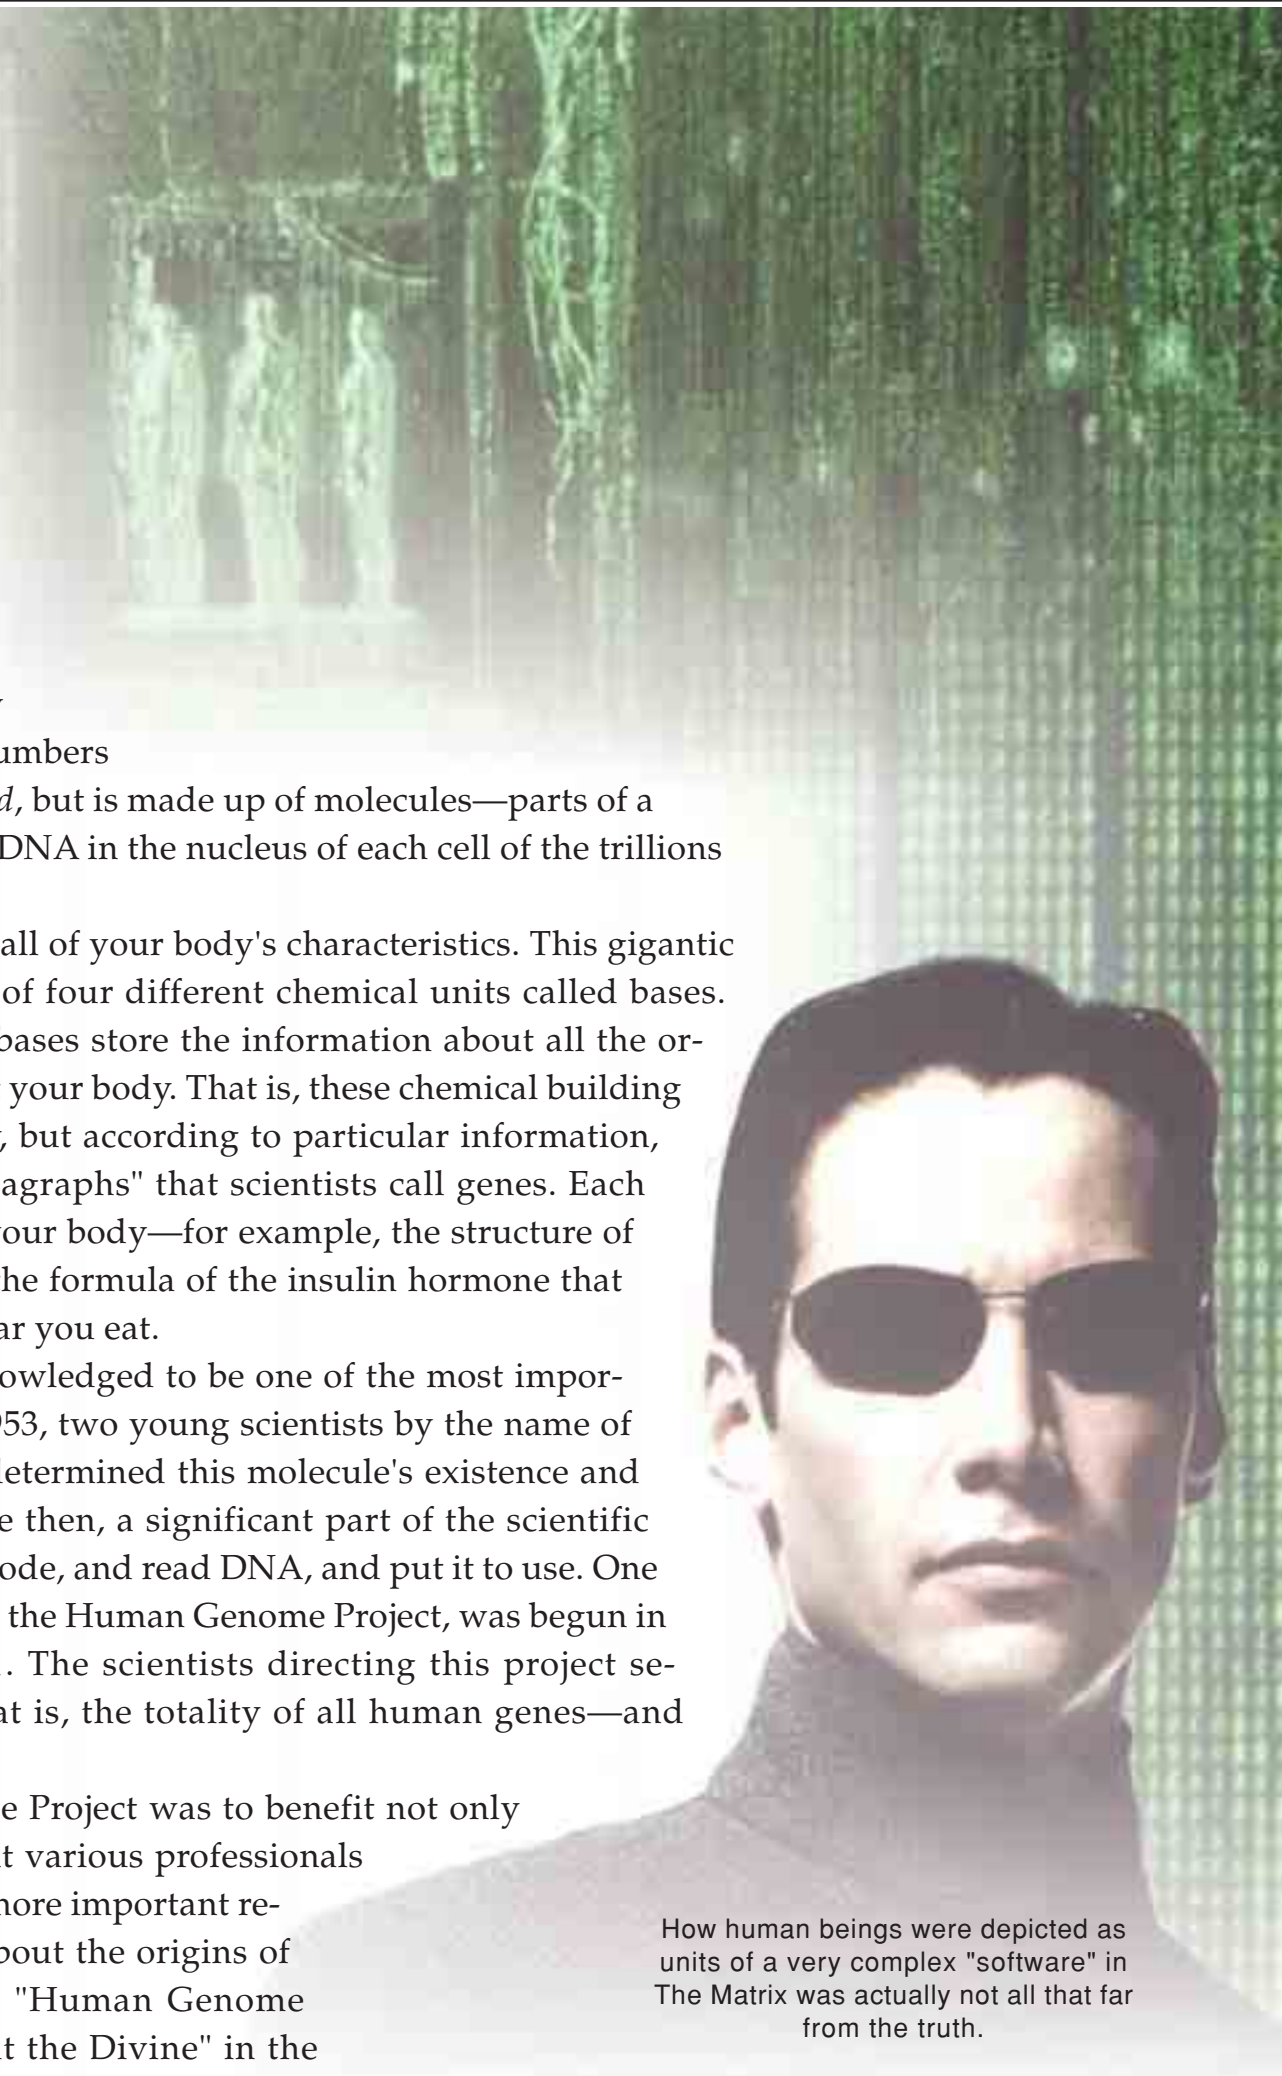 umbers
d, but is made up of molecules—parts of a
DNA in the nucleus of each cell of the trillions
all of your body's characteristics. This gigantic
of four different chemical units called bases.
bases store the information about all the or-
your body. That is, these chemical building
, but according to particular information,
agraphs" that scientists call genes. Each
our body—for example, the structure of
he formula of the insulin hormone that
ar you eat.
owledged to be one of the most impor-
953, two young scientists by the name of
determined this molecule's existence and
e then, a significant part of the scientific
ode, and read DNA, and put it to use. One
the Human Genome Project, was begun in
. The scientists directing this project se-
at is, the totality of all human genes—and
e Project was to benefit not only
t various professionals
more important re-
bout the origins of
"Human Genome
t the Divine" in the
How human beings were depicted as
units of a very complex "software" in
The Matrix was actually not all that far
from the truth.